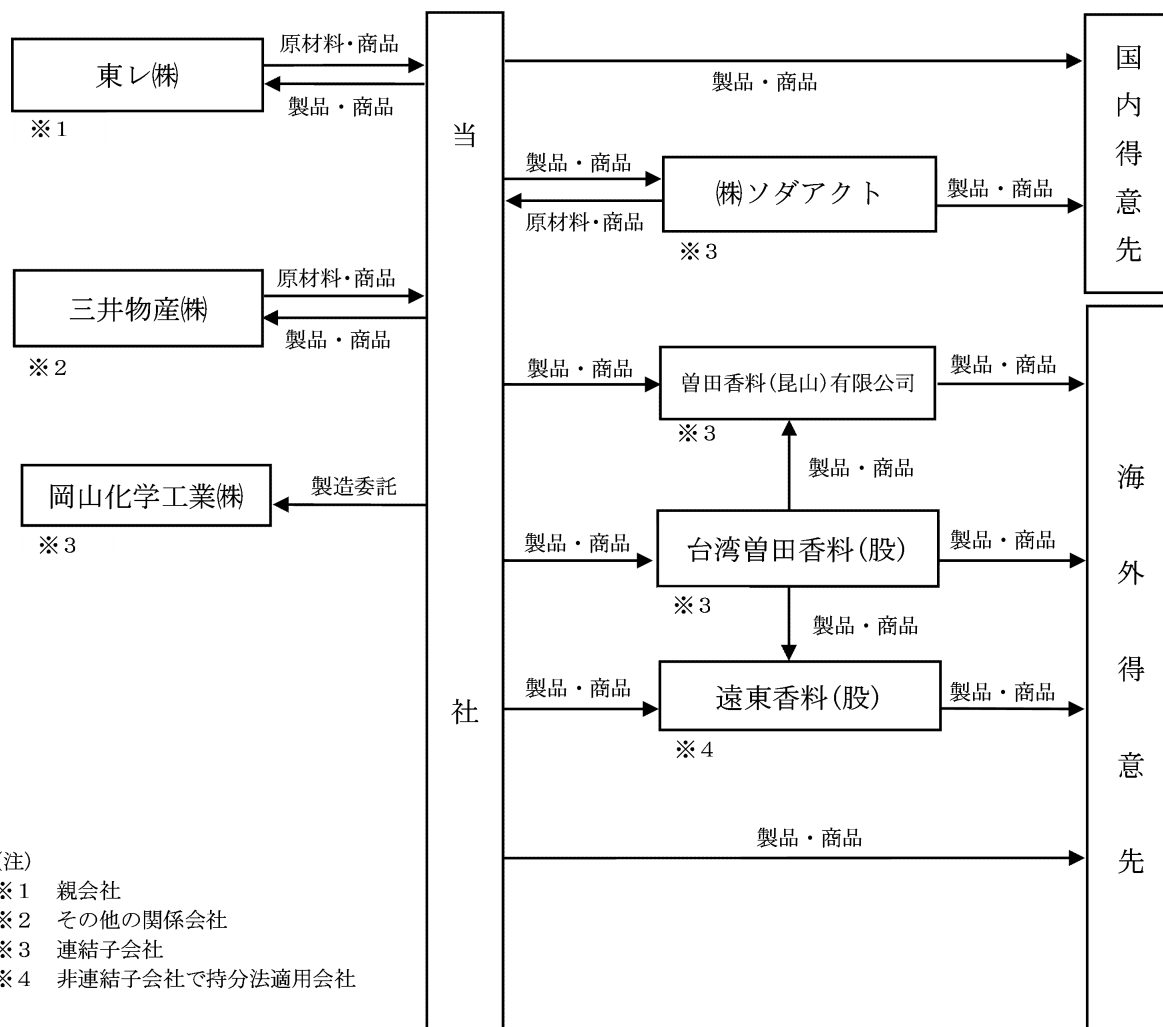 原材料・商品
東レ㈱
製品・商品
※1
原材料・商品
三井物産㈱
製品・商品
※2
岡山化学工業㈱
製造委託
※3
当社
製品・商品
製品・商品
㈱ソダアクト
製品・商品
原材料・商品
※3
製品・商品
曽田香料(昆山)有限公司
製品・商品
※3
製品・商品
製品・商品
台湾曽田香料(股)
製品・商品
※3
製品・商品
製品・商品
遠東香料(股)
製品・商品
※4
製品・商品
国内得意先
海外得意先
(注)
※1 親会社
※2 その他の関係会社
※3 連結子会社
※4 非連結子会社で持分法適用会社